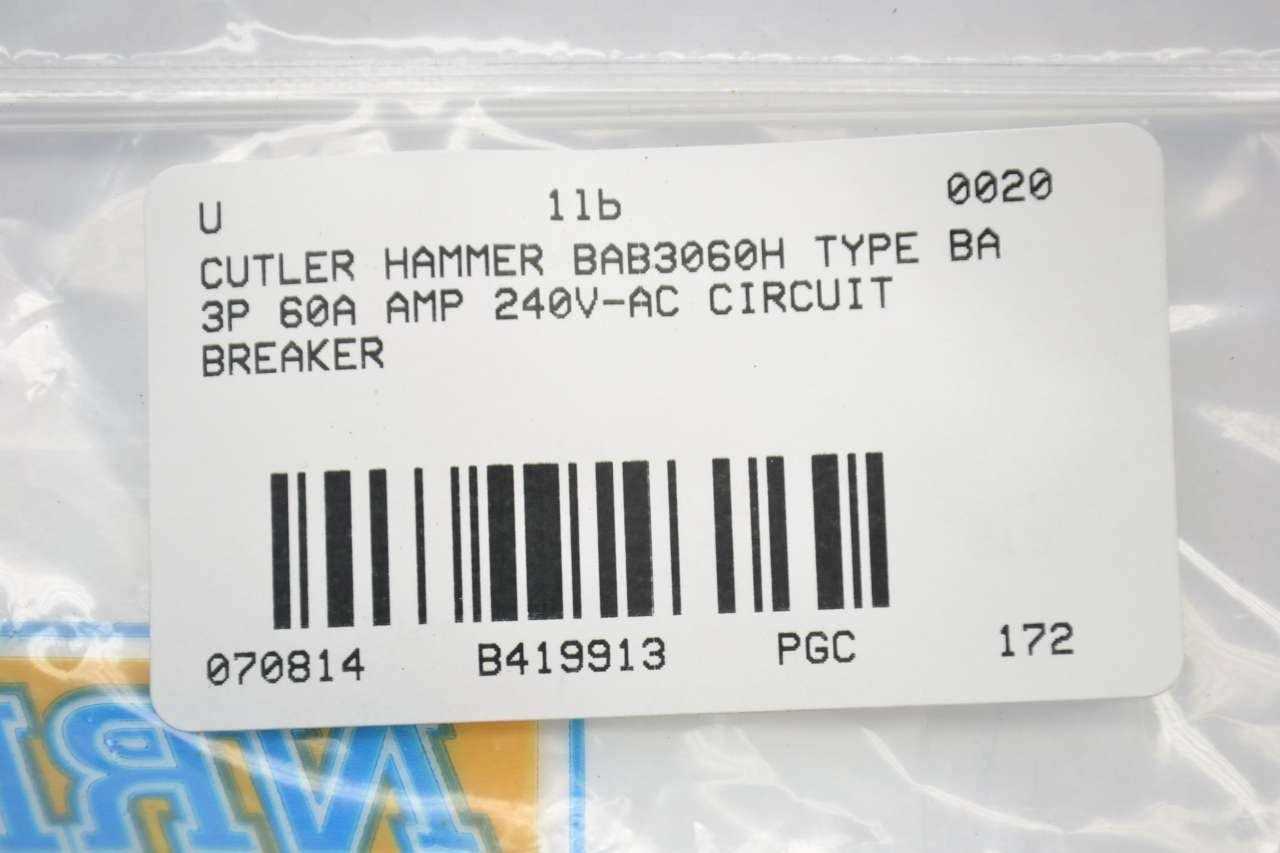 U 1lb 0020
CUTLER HAMMER BAB3060H TYPE BA
3P 60A AMP 240V-AC CIRCUIT
BREAKER
070814 B419913 PGC 172